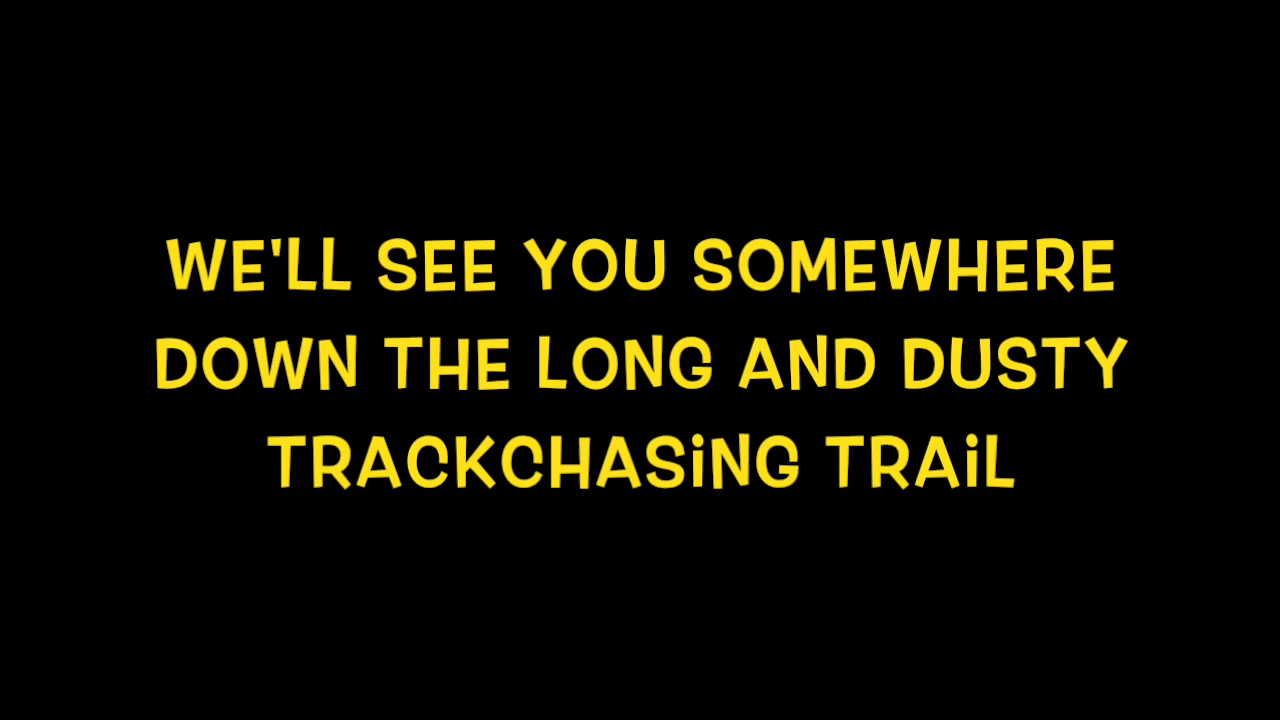 WE'LL SEE YOU SOMEWHERE
DOWN THE LONG AND DUSTY
TRACKCHASiNG TRAiL